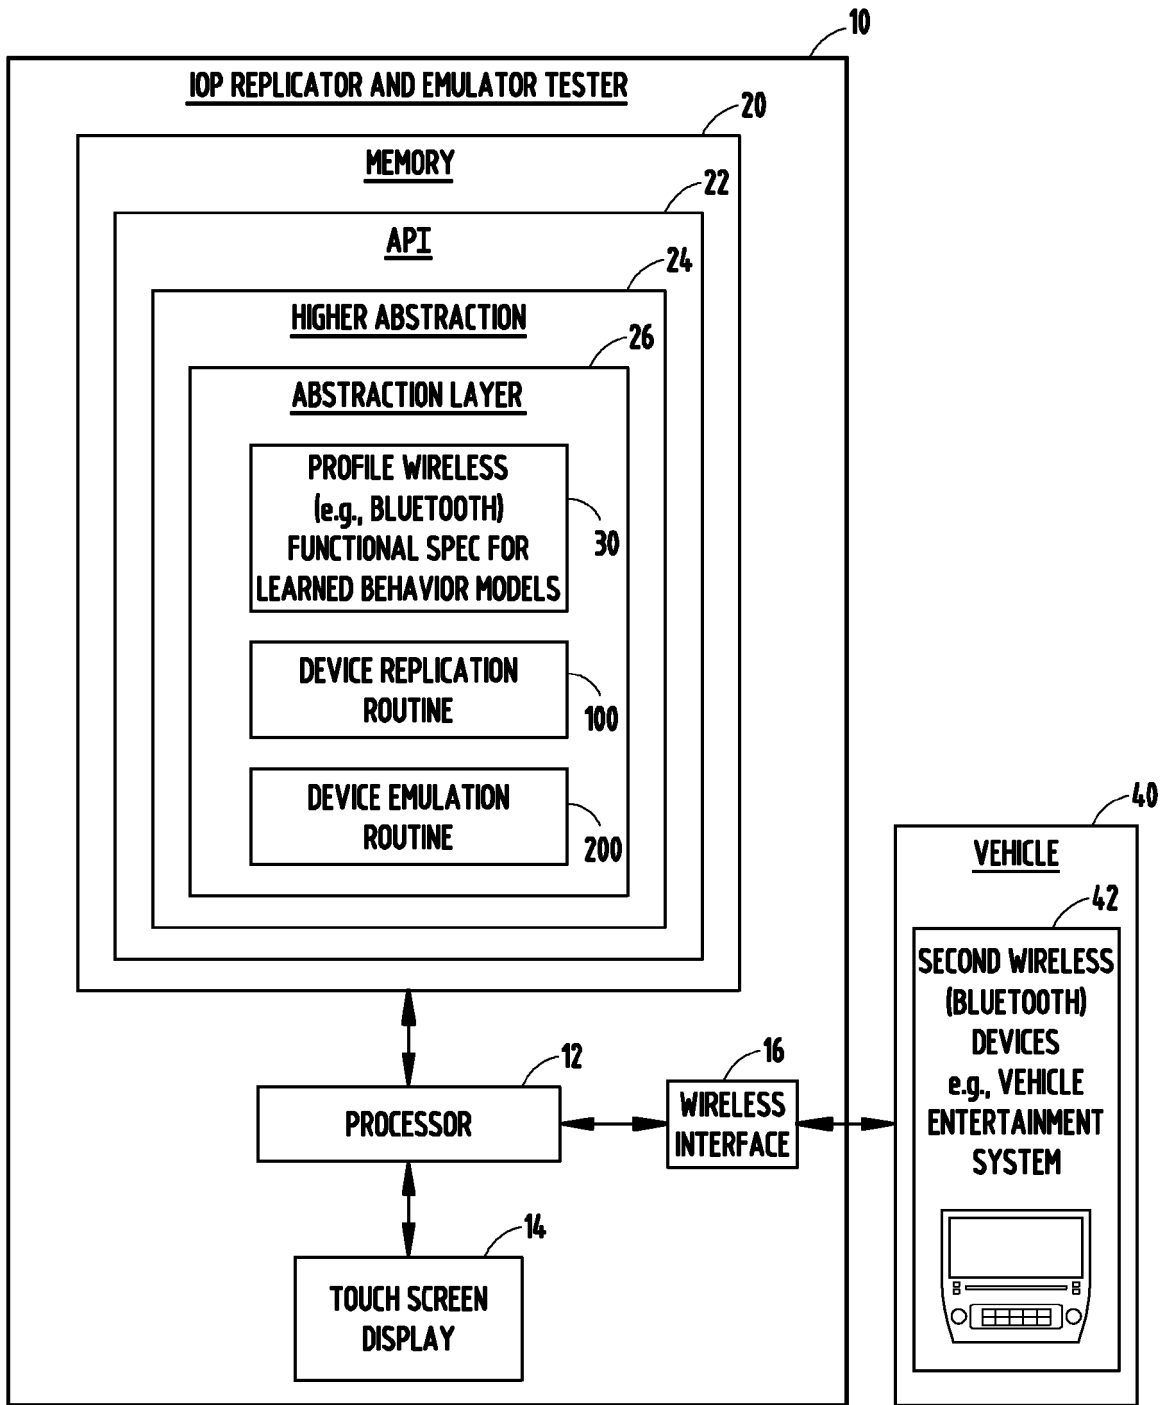 10
IOP REPLICATOR AND EMULATOR TESTER
20
MEMORY
22
API
24
HIGHER ABSTRACTION
26
ABSTRACTION LAYER
PROFILE WIRELESS
(e.g., BLUETOOTH)
FUNCTIONAL SPEC FOR
LEARNED BEHAVIOR MODELS
30
DEVICE REPLICATION
ROUTINE
100
DEVICE EMULATION
ROUTINE
200
40
VEHICLE
42
SECOND WIRELESS
(BLUETOOTH)
DEVICES
e.g., VEHICLE
ENTERTAINMENT
SYSTEM
12
PROCESSOR
16
WIRELESS
INTERFACE
14
TOUCH SCREEN
DISPLAY